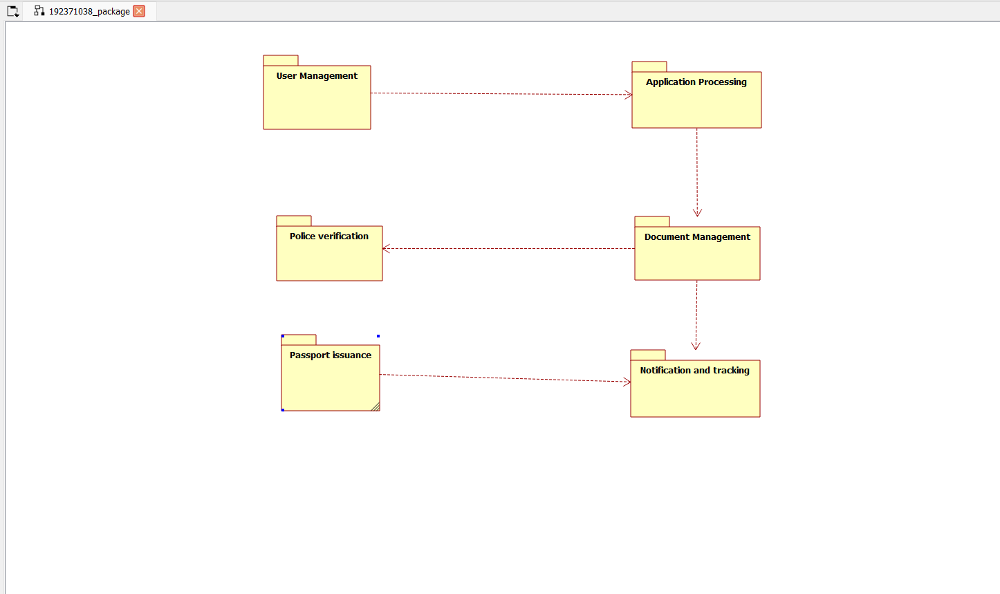 192371038_package
User Management
Application Processing
Police verification
Document Management
Passport issuance
Notification and tracking